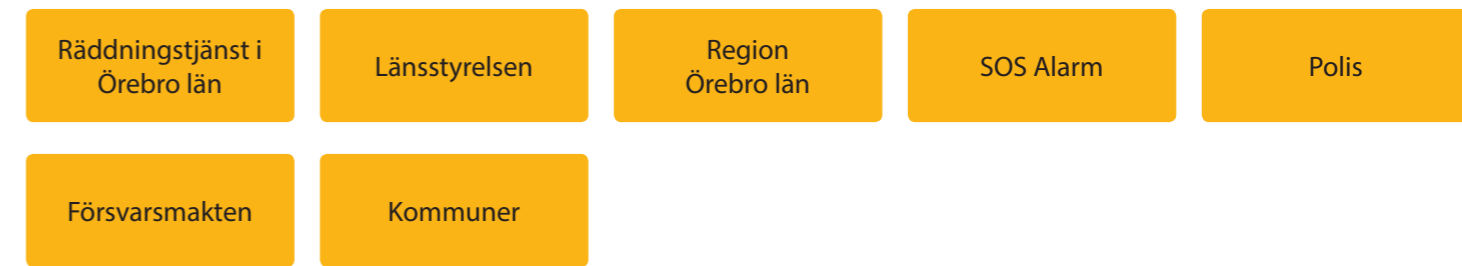 Räddningstjänst i
Örebro län
Länsstyrelsen
Region
Örebro län
SOS Alarm
Polis
Försvarsmakten
Kommuner